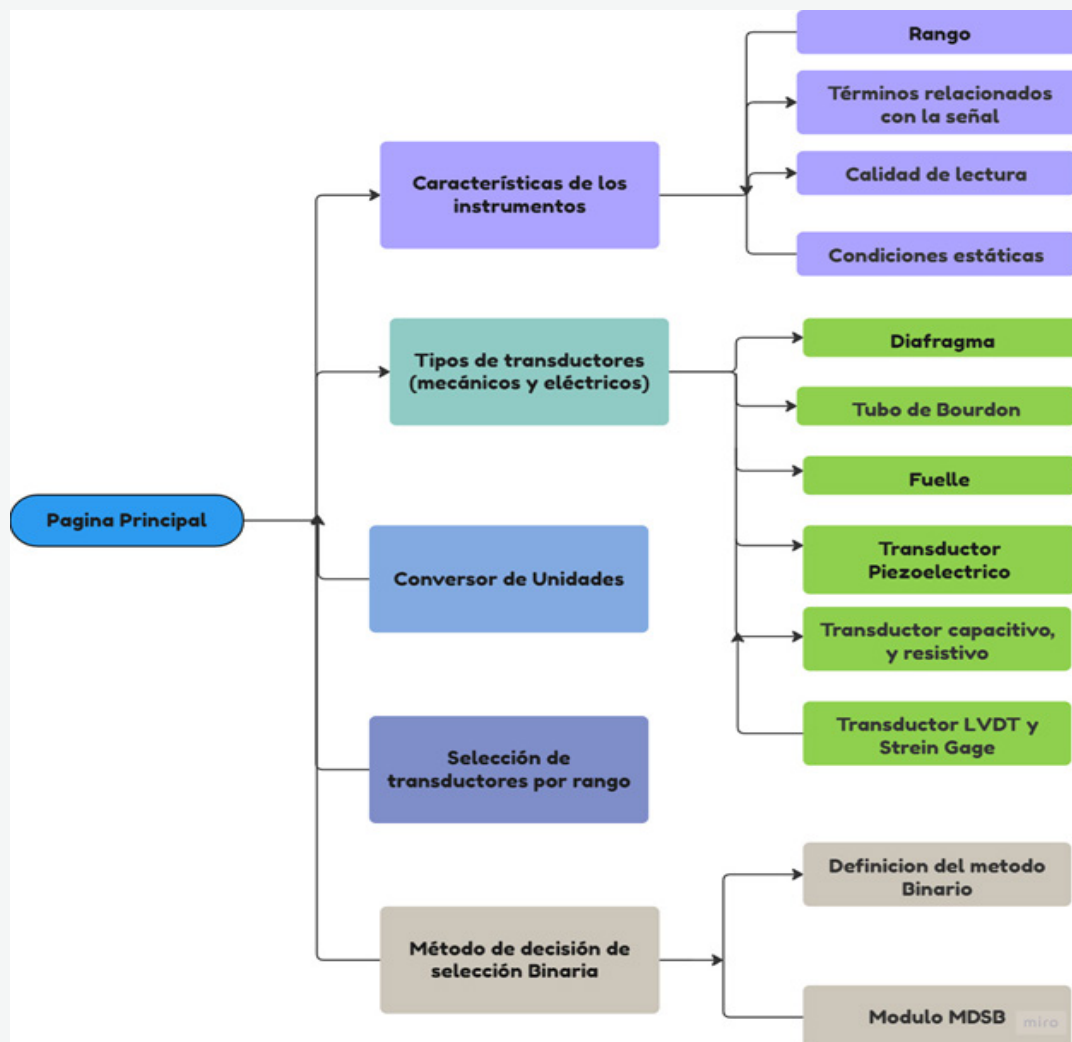 Rango
Términos relacionados
con la señal
Características de los
instrumentos
Calidad de lectura
Condiciones estáticas
Tipos de transductores
(mecánicos y eléctricos)
Diafragma
Tubo de Bourdon
Fuelle
Transductor
Piezoelectrico
Transductor capacitivo,
y resistivo
Transductor LVDT y
Strein Gage
Pagina Principal
Conversor de Unidades
Selección de
transductores por rango
Método de decisión de
selección Binaria
Definicion del metodo
Binario
Modulo MDSB
miro